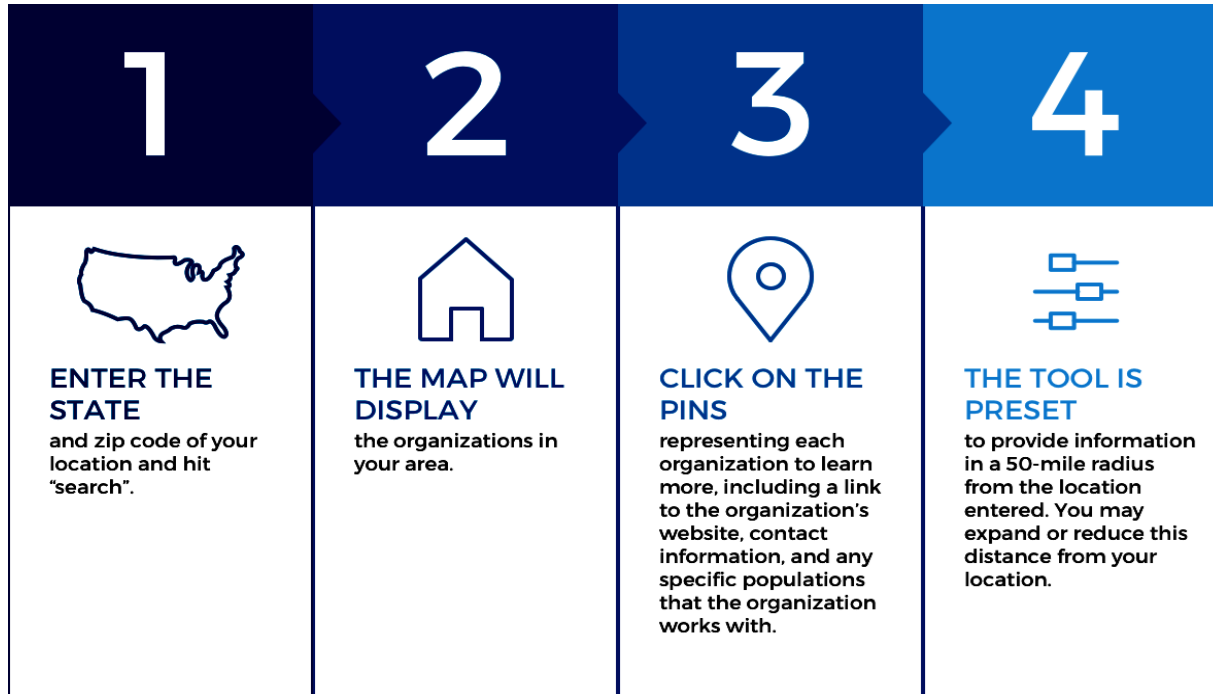 1
2
3
4
ENTER THE
STATE
and zip code of your
location and hit
“search”.
THE MAP WILL
DISPLAY
the organizations in
your area.
CLICK ON THE
PINS
representing each
organization to learn
more, including a link
to the organization’s
website, contact
information, and any
specific populations
that the organization
works with.
THE TOOL IS
PRESET
to provide information
in a 50-mile radius
from the location
entered. You may
expand or reduce this
distance from your
location.